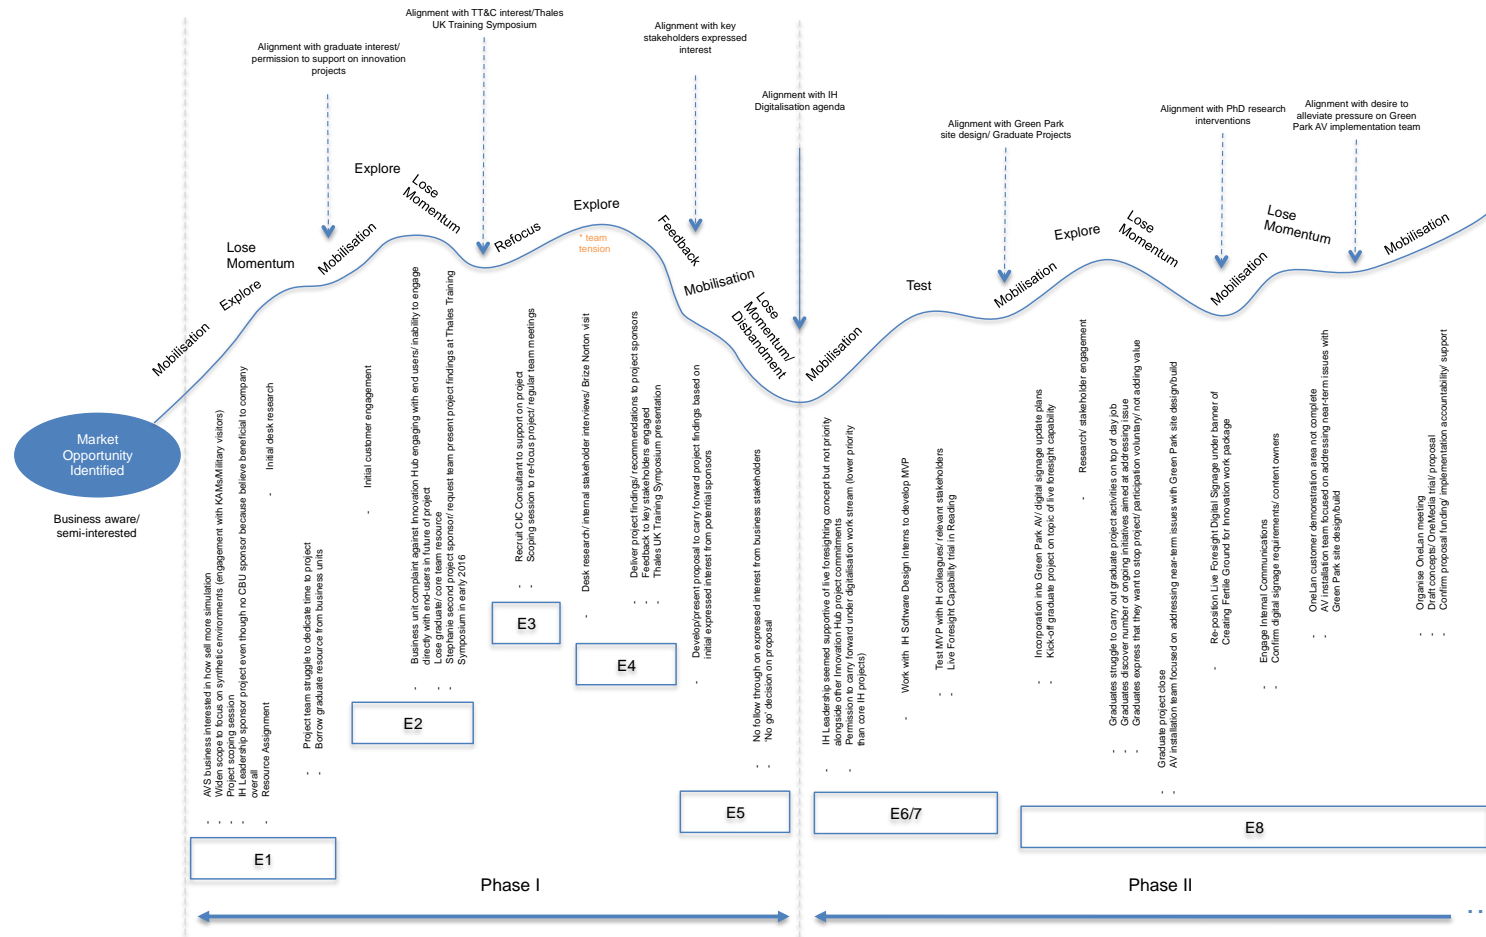 Alignment with graduate interest/
permission to support on innovation
projects
Alignment with TT&C interest/Thales
UK Training Symposium
Alignment with key
stakeholders expressed
interest
Alignment with IH
Digitalisation agenda
Alignment with Green Park
site design/ Graduate Projects
Alignment with PhD research
interventions
Alignment with desire to
alleviate pressure on Green
Park AV implementation team
Mobilisation
Explore
Lose
Momentum
Mobilisation
Explore
Lose
Momentum
Refocus
Explore
* team
tension
Feedback
Mobilisation
Lose
Momentum/
Disbandment
Mobilisation
Test
Mobilisation
Explore
Lose
Momentum
Mobilisation
Lose
Momentum
Mobilisation
Market
Opportunity
Identified
Business aware/
semi-interested
- AVS business interested in how sell more simulation
- Widen scope to focus on synthetic environments (engagement with KAMs/Military visitors)
- Project scoping session
- IH Leadership sponsor project even though no CBU sponsor because believe beneficial to company
overall
- Resource Assignment
- Initial desk research
- Project team struggle to dedicate time to project
- Borrow graduate resource from business units
- Initial customer engagement
- Business unit complaint against Innovation Hub engaging with end users/ inability to engage
directly with end-users in future of project
- Lose graduate/ core team resource
- Stephanie second project sponsor/ request team present project findings at Thales Training
Symposium in early 2016
- Recruit CIC Consultant to support on project
- Scoping session to re-focus project/ regular team meetings
- Desk research/ internal stakeholder interviews/ Brize Norton visit
- Deliver project findings/ recommendations to project sponsors
- Feedback to key stakeholders engaged
- Thales UK Training Symposium presentation
- Develop/present proposal to carry forward project findings based on
initial expressed interest from potential sponsors
- No follow through on expressed interest from business stakeholders
- 'No go' decision on proposal
- IH Leadership seemed supportive of live foresighting concept but not priority
alongside other Innovation Hub project commitments
- Permission to carry forward under digitalisation work stream (lower priority
than core IH projects)
- Work with IH Software Design Interns to develop MVP
- Test MVP with IH colleagues/ relevant stakeholders
- Live Foresight Capability trial in Reading
- Incorporation into Green Park AV/ digital signage update plans
- Kick-off graduate project on topic of live foresight capability
- Research/ stakeholder engagement
- Graduates struggle to carry out graduate project activities on top of day job
- Graduates discover number of ongoing initiatives aimed at addressing issue
- Graduates express that they want to stop project/ participation voluntary/ not adding value
- Graduate project close
- AV installation team focused on addressing near-term issues with Green Park site design/build
- Re-position Live Foresight Digital Signage under banner of
Creating Fertile Ground for Innovation work package
- Engage Internal Communications
- Confirm digital signage requirements/ content owners
- OneLan customer demonstration area not complete
- AV installation team focused on addressing near-term issues with
Green Park site design/build
- Organise OneLan meeting
- Draft concepts/ OneMedia trial/ proposal
- Confirm proposal funding/ implementation accountability/ support
E1
E2
E3
E4
E5
E6/7
E8
Phase I
Phase II